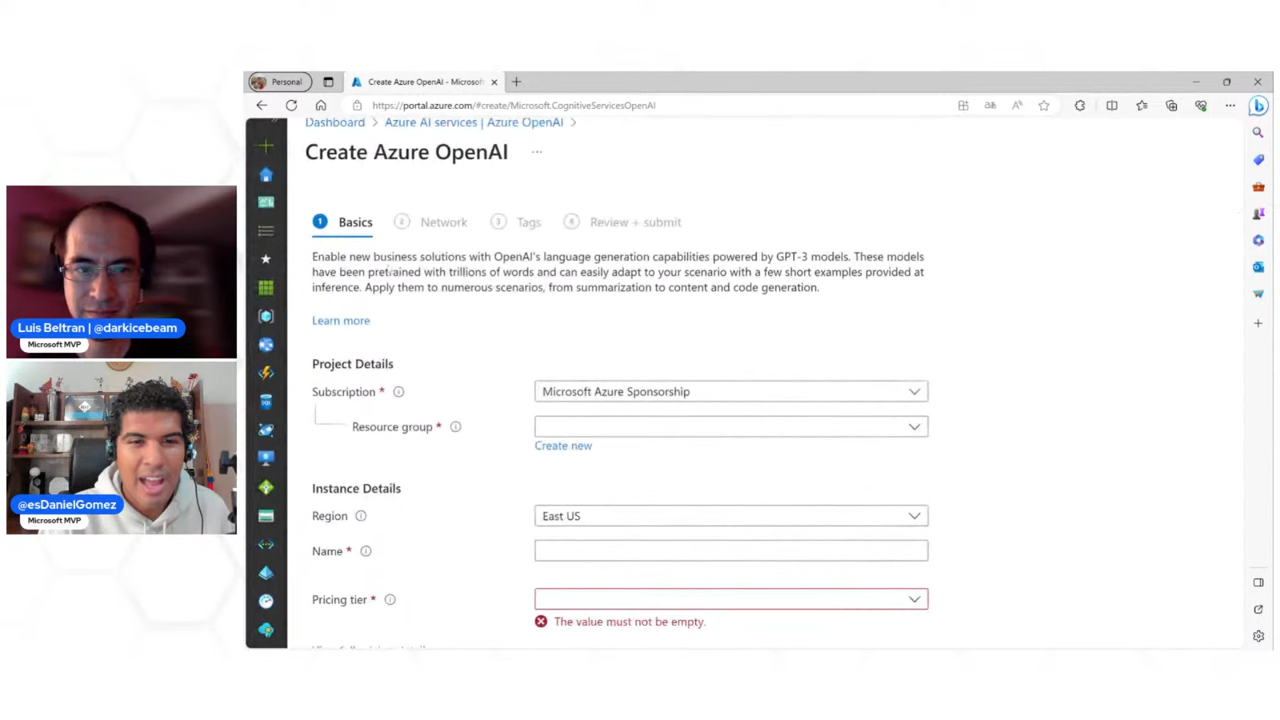 Personal
Create Azure OpenAI - Microsoft
https://portal.azure.com/#create/Microsoft.CognitiveServicesOpenAI
Dashboard > Azure AI services | Azure OpenAI >
Create Azure OpenAI ...
1 Basics 2 Network 3 Tags 4 Review + submit
Enable new business solutions with OpenAI's language generation capabilities powered by GPT-3 models. These models
have been pretrained with trillions of words and can easily adapt to your scenario with a few short examples provided at
inference. Apply them to numerous scenarios, from summarization to content and code generation.
Learn more
Project Details
Subscription * Microsoft Azure Sponsorship
Resource group *
Create new
Instance Details
Region East US
Name *
Pricing tier *
The value must not be empty.
Luis Beltran | @darkicebeam
Microsoft MVP
@esDanielGomez
Microsoft MVP